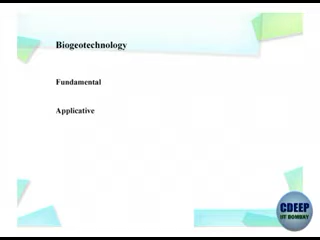 Biogeotechnology
Fundamental
Applicative
CDEEP
IIT BOMBAY